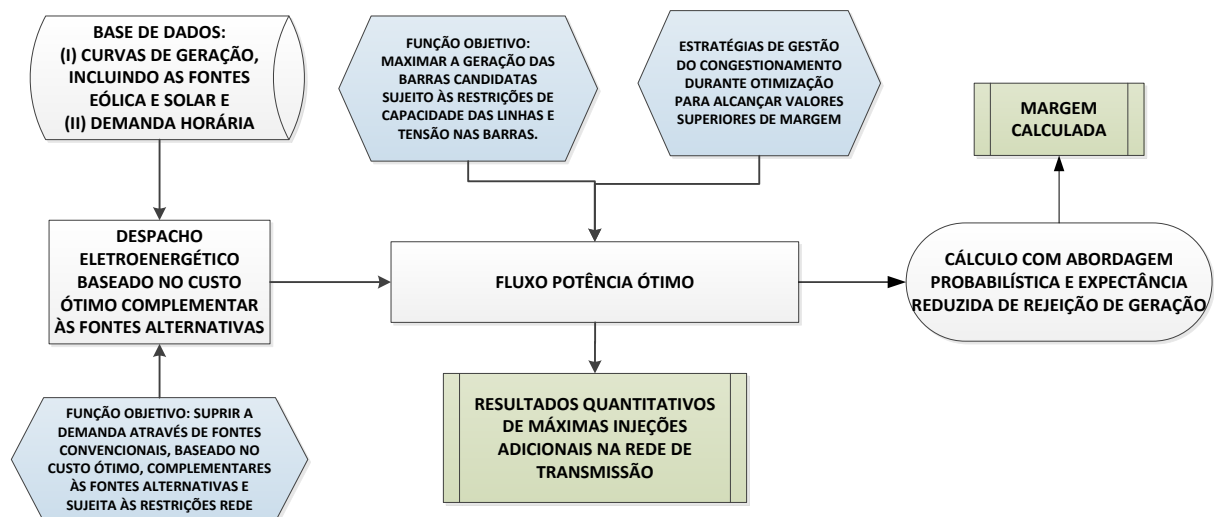 BASE DE DADOS:
(I) CURVAS DE GERAÇÃO,
INCLUINDO AS FONTES
EÓLICA E SOLAR E
(II) DEMANDA HORÁRIA
FUNÇÃO OBJETIVO:
MAXIMAR A GERAÇÃO DAS
BARRAS CANDIDATAS
SUJEITO ÀS RESTRIÇÕES DE
CAPACIDADE DAS LINHAS E
TENSÃO NAS BARRAS.
ESTRATÉGIAS DE GESTÃO
DO CONGESTIONAMENTO
DURANTE OTIMIZAÇÃO
PARA ALCANÇAR VALORES
SUPERIORES DE MARGEM
MARGEM
CALCULADA
DESPACHO
ELETROENERGÉTICO
BASEADO NO CUSTO
ÓTIMO COMPLEMENTAR
ÀS FONTES ALTERNATIVAS
FLUXO POTÊNCIA ÓTIMO
CÁLCULO COM ABORDAGEM
PROBABILÍSTICA E EXPECTÂNCIA
REDUZIDA DE REJEIÇÃO DE GERAÇÃO
FUNÇÃO OBJETIVO: SUPRIR A
DEMANDA ATRAVÉS DE FONTES
CONVENCIONAIS, BASEADO NO
CUSTO ÓTIMO, COMPLEMENTARES
ÀS FONTES ALTERNATIVAS E
SUJEITA ÀS RESTRIÇÕES REDE
RESULTADOS QUANTITATIVOS
DE MÁXIMAS INJEÇÕES
ADICIONAIS NA REDE DE
TRANSMISSÃO